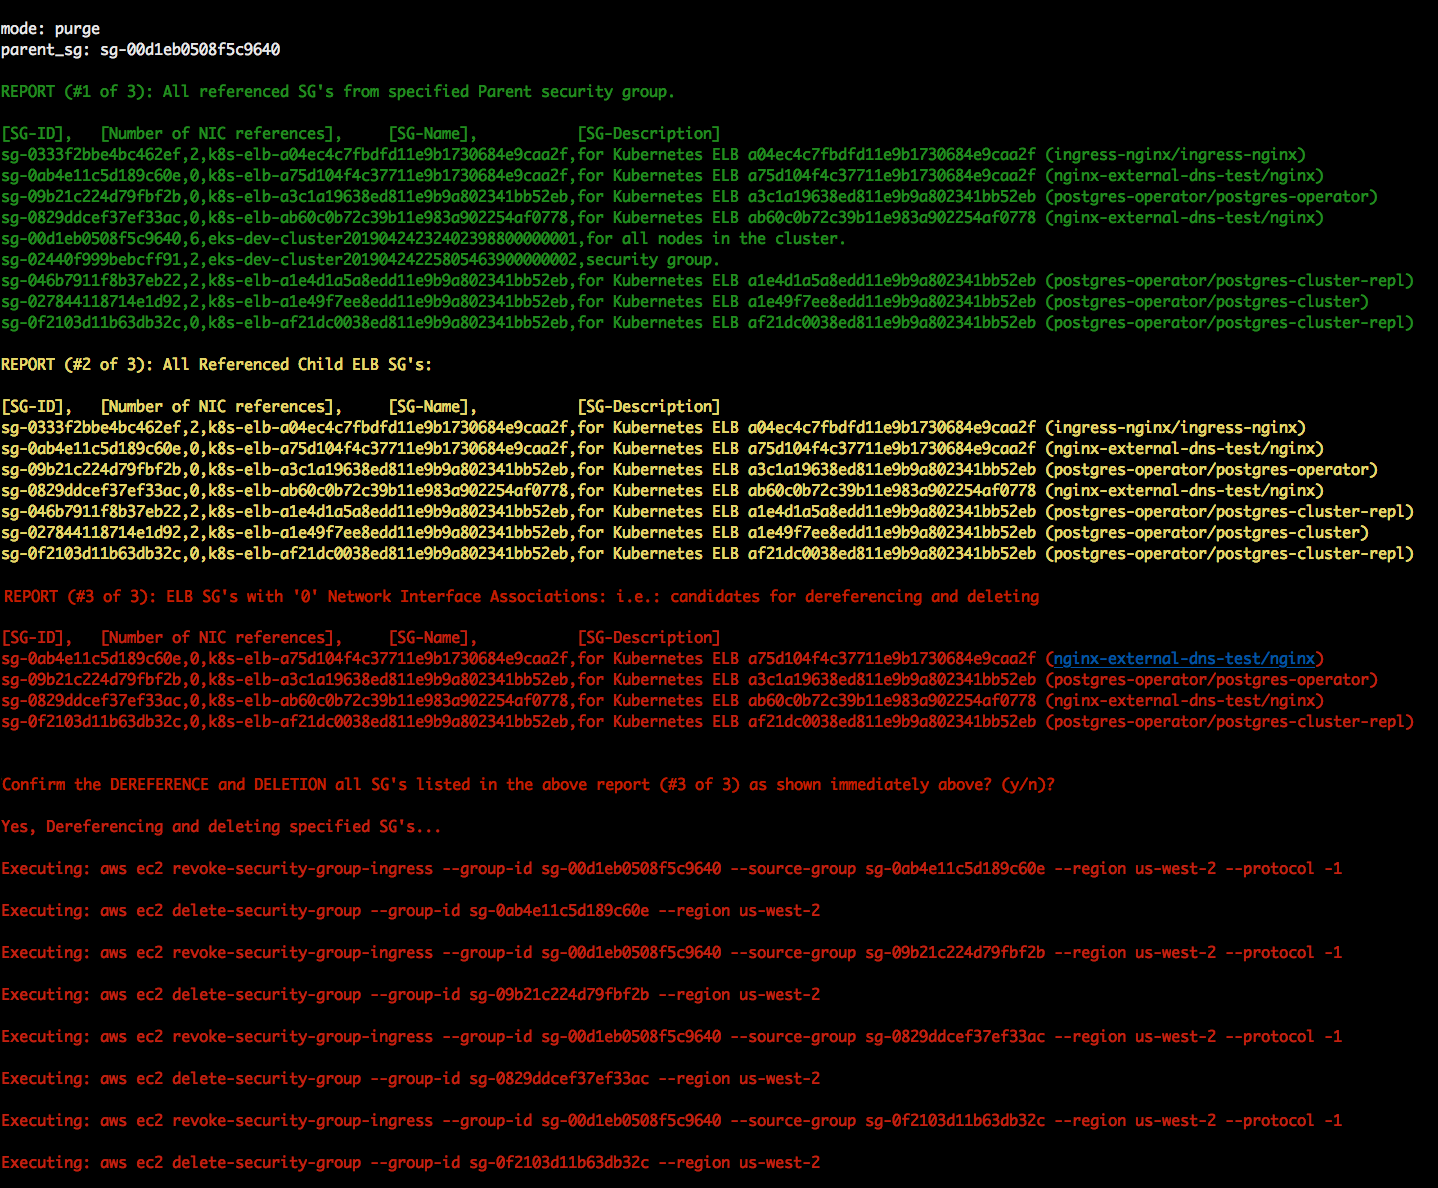 mode: purge
parent_sg: sg-00d1eb0508f5c9640
REPORT (#1 of 3): All referenced SG's from specified Parent security group.
[SG-ID],   [Number of NIC references],     [SG-Name],           [SG-Description]
sg-0333f2bbe4bc462ef,2,k8s-elb-a04ec4c7fbdfd11e9b1730684e9caa2f,for Kubernetes ELB a04ec4c7fbdfd11e9b1730684e9caa2f (ingress-nginx/ingress-nginx)
sg-0ab4e11c5d189c60e,0,k8s-elb-a75d104f4c37711e9b1730684e9caa2f,for Kubernetes ELB a75d104f4c37711e9b1730684e9caa2f (nginx-external-dns-test/nginx)
sg-09b21c224d79fbf2b,0,k8s-elb-a3c1a19638ed811e9b9a802341bb52eb,for Kubernetes ELB a3c1a19638ed811e9b9a802341bb52eb (postgres-operator/postgres-operator)
sg-0829ddcef37ef33ac,0,k8s-elb-ab60c0b72c39b11e983a902254af0778,for Kubernetes ELB ab60c0b72c39b11e983a902254af0778 (nginx-external-dns-test/nginx)
sg-00d1eb0508f5c9640,6,eks-dev-cluster20190424232402398800000001,for all nodes in the cluster.
sg-02440f999bebcff91,2,eks-dev-cluster20190424225805463900000002,security group.
sg-046b7911f8b37eb22,2,k8s-elb-a1e4d1a5a8edd11e9b9a802341bb52eb,for Kubernetes ELB a1e4d1a5a8edd11e9b9a802341bb52eb (postgres-operator/postgres-cluster-repl)
sg-027844118714e1d92,2,k8s-elb-a1e49f7ee8edd11e9b9a802341bb52eb,for Kubernetes ELB a1e49f7ee8edd11e9b9a802341bb52eb (postgres-operator/postgres-cluster)
sg-0f2103d11b63db32c,0,k8s-elb-af21dc0038ed811e9b9a802341bb52eb,for Kubernetes ELB af21dc0038ed811e9b9a802341bb52eb (postgres-operator/postgres-cluster-repl)
REPORT (#2 of 3): All Referenced Child ELB SG's:
[SG-ID],   [Number of NIC references],     [SG-Name],           [SG-Description]
sg-0333f2bbe4bc462ef,2,k8s-elb-a04ec4c7fbdfd11e9b1730684e9caa2f,for Kubernetes ELB a04ec4c7fbdfd11e9b1730684e9caa2f (ingress-nginx/ingress-nginx)
sg-0ab4e11c5d189c60e,0,k8s-elb-a75d104f4c37711e9b1730684e9caa2f,for Kubernetes ELB a75d104f4c37711e9b1730684e9caa2f (nginx-external-dns-test/nginx)
sg-09b21c224d79fbf2b,0,k8s-elb-a3c1a19638ed811e9b9a802341bb52eb,for Kubernetes ELB a3c1a19638ed811e9b9a802341bb52eb (postgres-operator/postgres-operator)
sg-0829ddcef37ef33ac,0,k8s-elb-ab60c0b72c39b11e983a902254af0778,for Kubernetes ELB ab60c0b72c39b11e983a902254af0778 (nginx-external-dns-test/nginx)
sg-046b7911f8b37eb22,2,k8s-elb-a1e4d1a5a8edd11e9b9a802341bb52eb,for Kubernetes ELB a1e4d1a5a8edd11e9b9a802341bb52eb (postgres-operator/postgres-cluster-repl)
sg-027844118714e1d92,2,k8s-elb-a1e49f7ee8edd11e9b9a802341bb52eb,for Kubernetes ELB a1e49f7ee8edd11e9b9a802341bb52eb (postgres-operator/postgres-cluster)
sg-0f2103d11b63db32c,0,k8s-elb-af21dc0038ed811e9b9a802341bb52eb,for Kubernetes ELB af21dc0038ed811e9b9a802341bb52eb (postgres-operator/postgres-cluster-repl)
REPORT (#3 of 3): ELB SG's with '0' Network Interface Associations: i.e.: candidates for dereferencing and deleting
[SG-ID],   [Number of NIC references],     [SG-Name],           [SG-Description]
sg-0ab4e11c5d189c60e,0,k8s-elb-a75d104f4c37711e9b1730684e9caa2f,for Kubernetes ELB a75d104f4c37711e9b1730684e9caa2f (nginx-external-dns-test/nginx)
sg-09b21c224d79fbf2b,0,k8s-elb-a3c1a19638ed811e9b9a802341bb52eb,for Kubernetes ELB a3c1a19638ed811e9b9a802341bb52eb (postgres-operator/postgres-operator)
sg-0829ddcef37ef33ac,0,k8s-elb-ab60c0b72c39b11e983a902254af0778,for Kubernetes ELB ab60c0b72c39b11e983a902254af0778 (nginx-external-dns-test/nginx)
sg-0f2103d11b63db32c,0,k8s-elb-af21dc0038ed811e9b9a802341bb52eb,for Kubernetes ELB af21dc0038ed811e9b9a802341bb52eb (postgres-operator/postgres-cluster-repl)
Confirm the DEREFERENCE and DELETION all SG's listed in the above report (#3 of 3) as shown immediately above? (y/n)?
Yes, Dereferencing and deleting specified SG's...
Executing: aws ec2 revoke-security-group-ingress --group-id sg-00d1eb0508f5c9640 --source-group sg-0ab4e11c5d189c60e --region us-west-2 --protocol -1
Executing: aws ec2 delete-security-group --group-id sg-0ab4e11c5d189c60e --region us-west-2
Executing: aws ec2 revoke-security-group-ingress --group-id sg-00d1eb0508f5c9640 --source-group sg-09b21c224d79fbf2b --region us-west-2 --protocol -1
Executing: aws ec2 delete-security-group --group-id sg-09b21c224d79fbf2b --region us-west-2
Executing: aws ec2 revoke-security-group-ingress --group-id sg-00d1eb0508f5c9640 --source-group sg-0829ddcef37ef33ac --region us-west-2 --protocol -1
Executing: aws ec2 delete-security-group --group-id sg-0829ddcef37ef33ac --region us-west-2
Executing: aws ec2 revoke-security-group-ingress --group-id sg-00d1eb0508f5c9640 --source-group sg-0f2103d11b63db32c --region us-west-2 --protocol -1
Executing: aws ec2 delete-security-group --group-id sg-0f2103d11b63db32c --region us-west-2